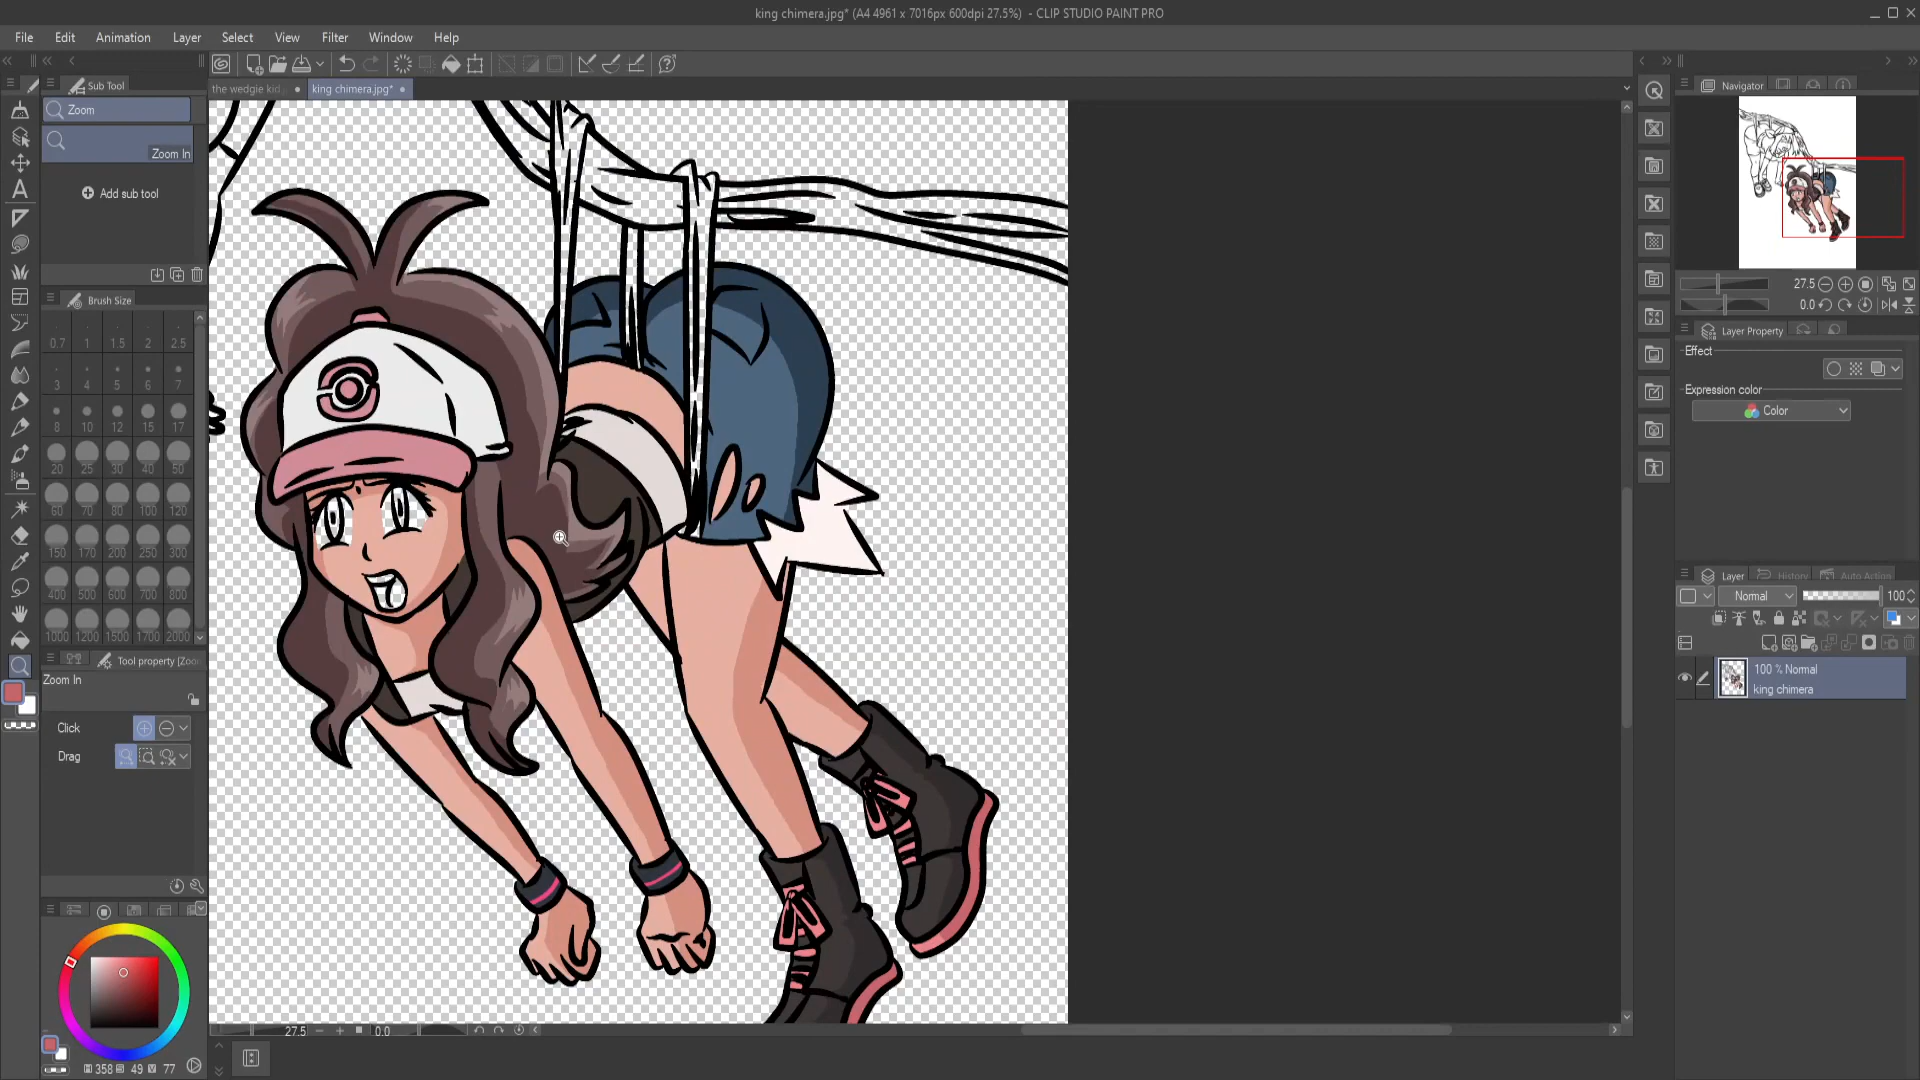 king chimera.jpg* (A4 4961 x 7016px 600dpi 27.5%) - CLIP STUDIO PAINT PRO
File Edit Animation Layer Select View Filter Window Help
Sub Tool
the wedgie kid
king chimera.jpg*
Navigator
Zoom
Zoom In
Add sub tool
Brush Size
0.7 1 1.5 2 2.5
3 4 5 6 7
8 10 12 15 17
20 25 30 40 50
60 70 80 100 120
150 170 200 250 300
400 500 600 700 800
1000 1200 1500 1700 2000
Tool property [Zoo
Zoom In
Click
Drag
358 49 77
27.5 0.0
27.5
0.0
Layer Property
Effect
Expression color
Color
Layer History Auto Action
Normal 100
100 % Normal
king chimera